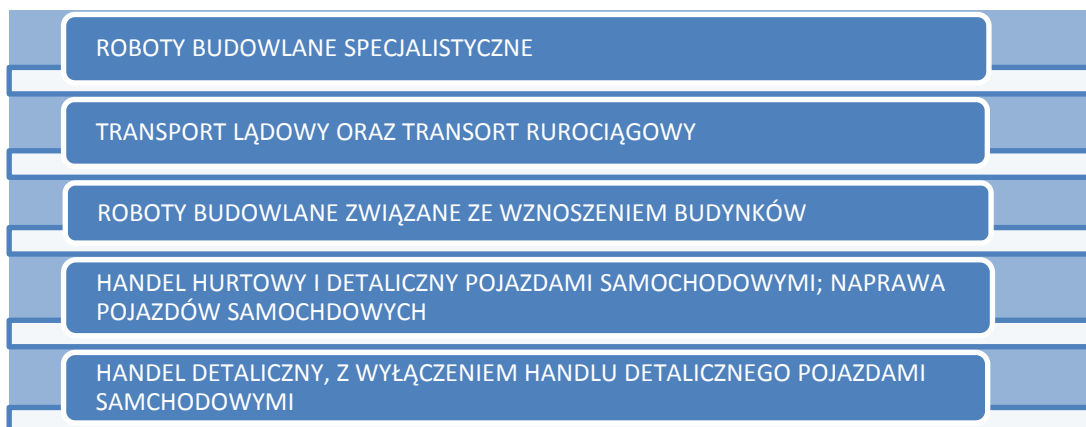 ROBOTY BUDOWLANE SPECJALISTYCZNE
TRANSPORT LĄDOWY ORAZ TRANSORT RUROCIĄGOWY
ROBOTY BUDOWLANE ZWIĄZANE ZE WZNOSZENIEM BUDYNKÓW
HANDEL HURTOWY I DETALICZNY POJAZDAMI SAMOCHODOWYMI; NAPRAWA
POJAZDÓW SAMOCHDOWYCH
HANDEL DETALICZNY, Z WYŁĄCZENIEM HANDLU DETALICZNEGO POJAZDAMI
SAMCHODOWYMI